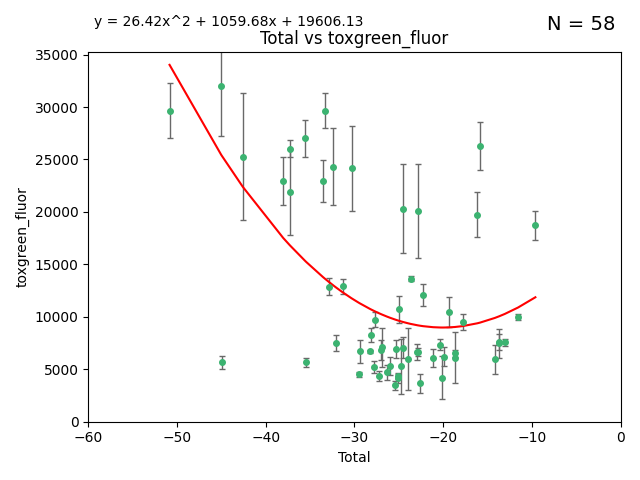 y = 26.42x^2 + 1059.68x + 19606.13
N = 58
Total vs toxgreen_fluor
35000
30000
25000
20000
15000
10000
5000
0
toxgreen_fluor
−60 −50 −40 −30 −20 −10 0
Total